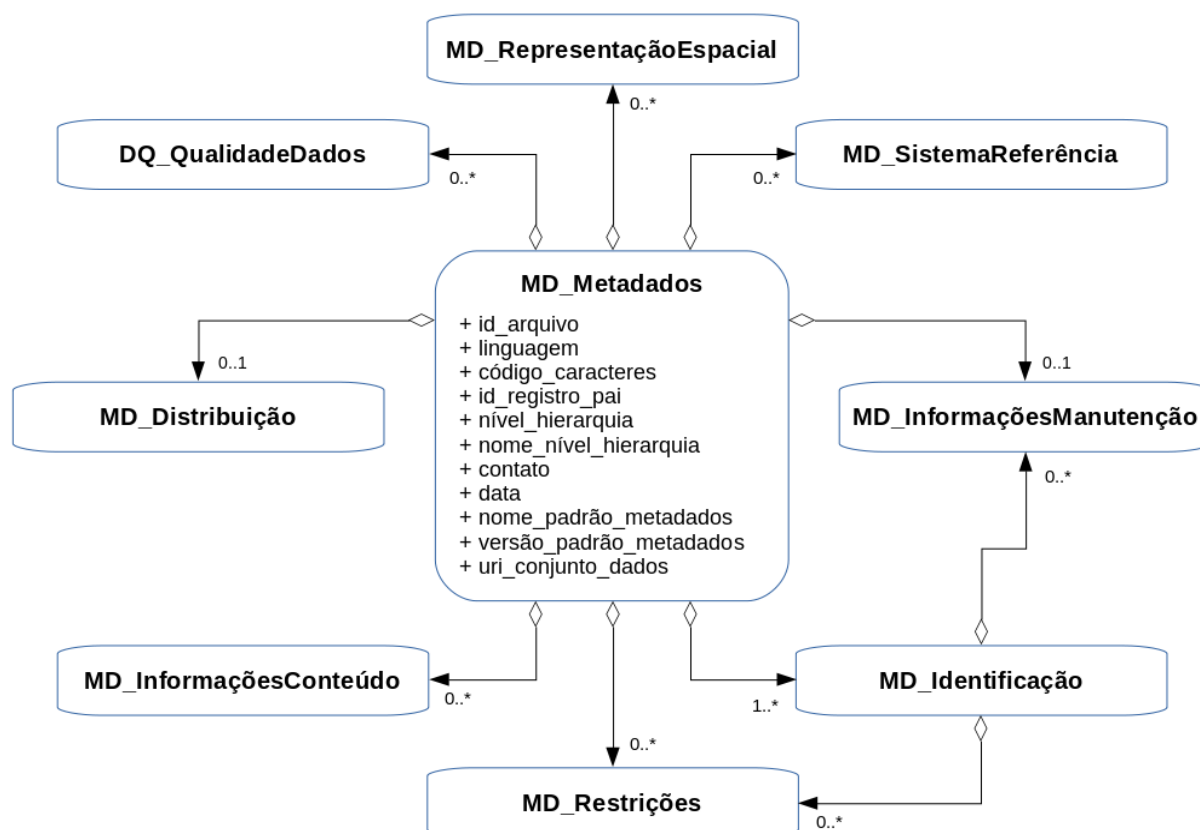 MD_RepresentaçãoEspacial
0..*
DQ_QualidadeDados
0..*
MD_SistemaReferência
0..*
MD_Metadados
+ id_arquivo
+ linguagem
+ código_caracteres
+ id_registro_pai
+ nível_hierarquia
+ nome_nível_hierarquia
+ contato
+ data
+ nome_padrão_metadados
+ versão_padrão_metadados
+ uri_conjunto_dados
0..1
MD_Distribuição
0..1
MD_InformaçõesManutenção
0..*
MD_InformaçõesConteúdo
0..*
MD_Identificação
1..*
0..*
MD_Restrições
0..*